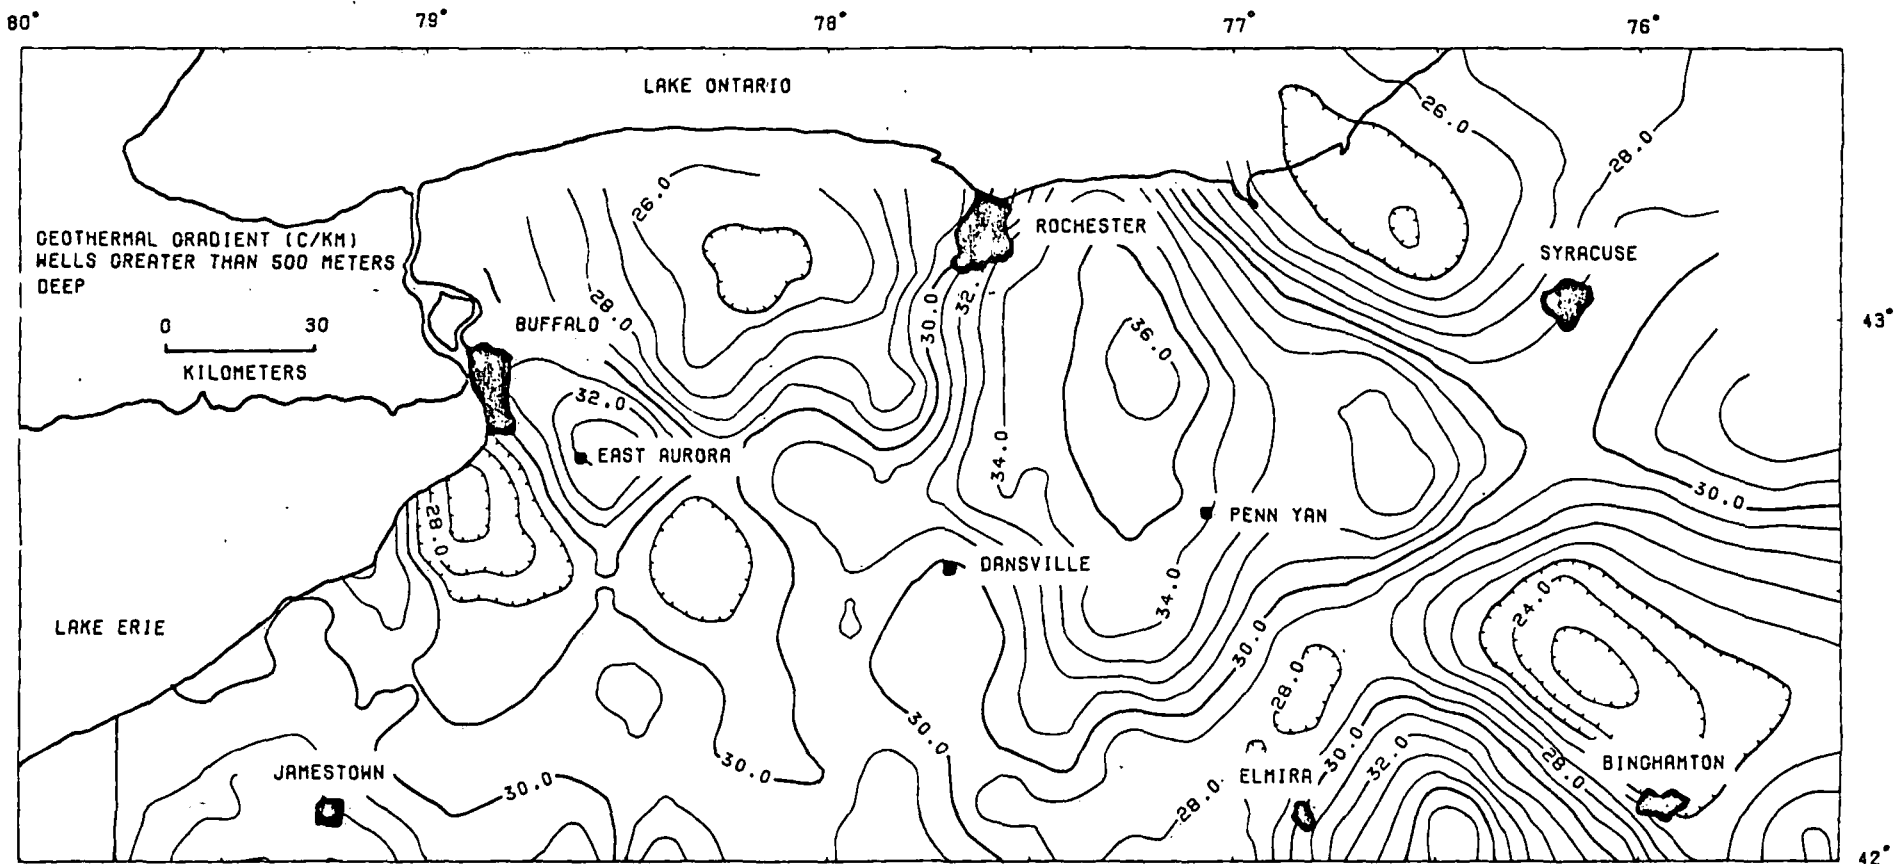 80° 79° 78° 77° 76°
LAKE ONTARIO
26.0
28.0
26.0
GEOTHERMAL GRADIENT (C/KM)
WELLS GREATER THAN 500 METERS
DEEP
0 30
KILOMETERS
ROCHESTER
SYRACUSE
BUFFALO
28.0
30.0
32.
36.0
43°
32.0
EAST AURORA
34.0
30.0
28.0
PENN YAN
DANSVILLE
34.0
24.0
LAKE ERIE
30.0
28.0
30.0
30.0
JAMESTOWN
30.0
28.0
ELMIRA
30.0
32.0
28.0
BINGHAMTON
42°